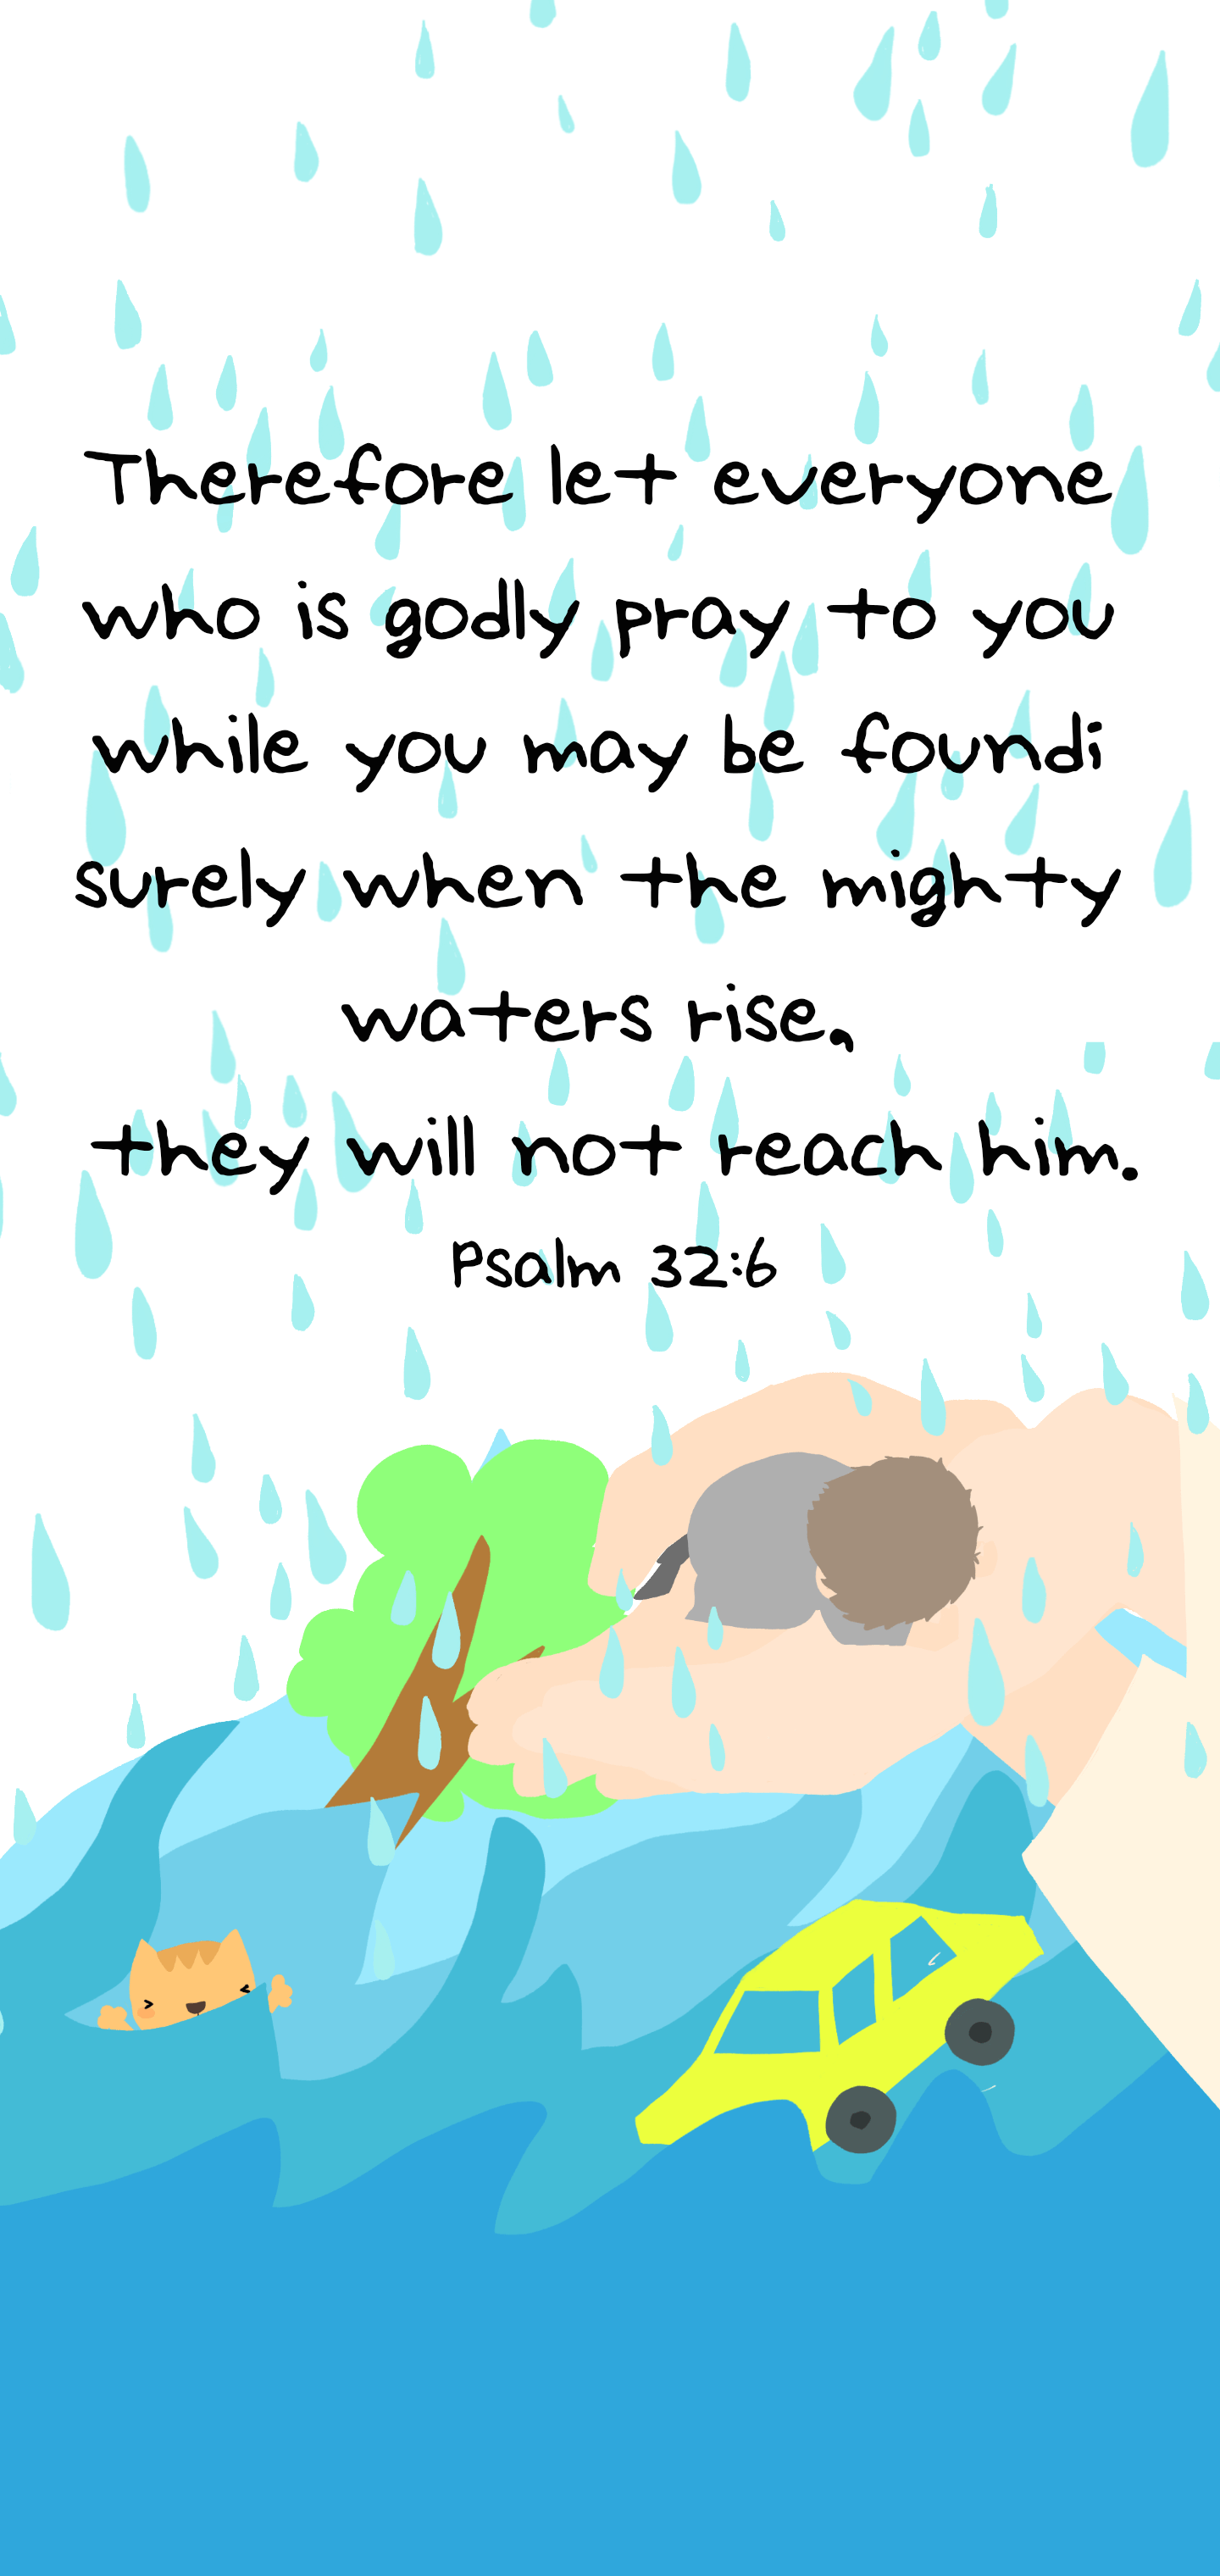 Therefore let everyone
who is godly pray to you
while you may be foundi
surely when the mighty
waters rise,
they will not reach him.
Psalm 32:6